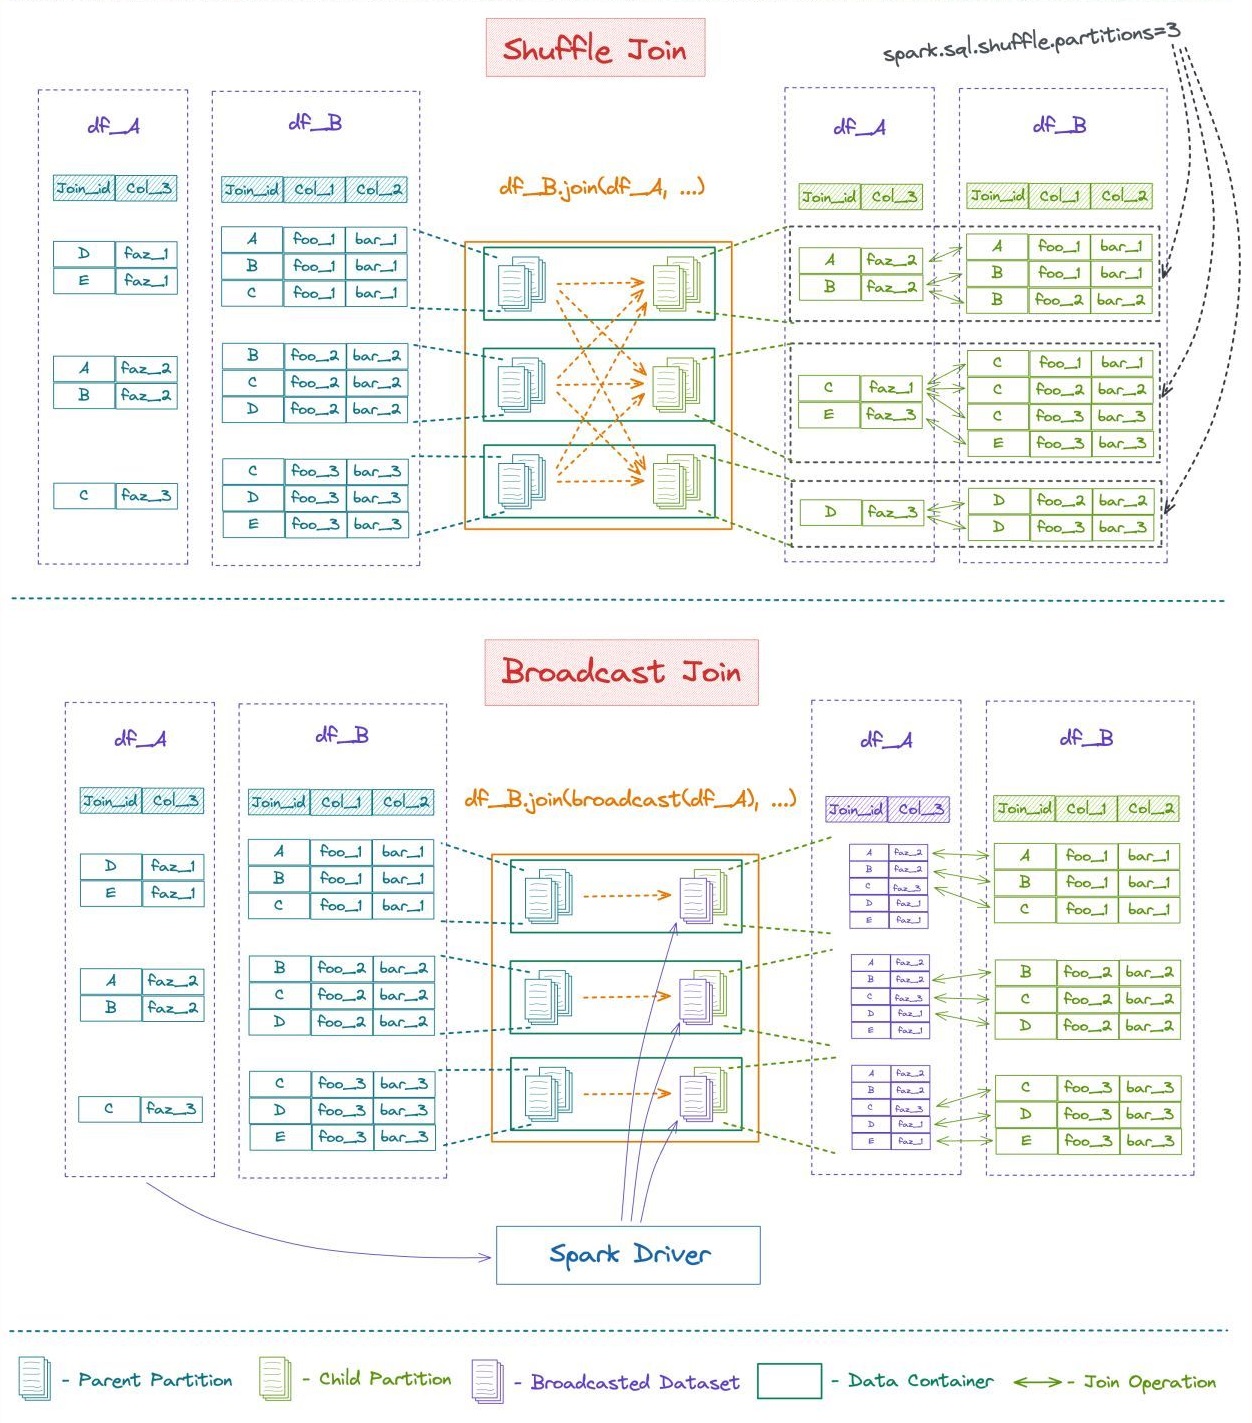 Shuffle Join
spark.sql.shuffle.partitions=3
df_A
df_B
df_B.join(df_A, ...)
df_A
df_B
Join_id Col_3
Join_id Col_1 Col_2
Join_id Col_3
Join_id Col_1 Col_2
D faz_1
E faz_1
A faz_2
B faz_2
C faz_3
A foo_1 bar_1
B foo_1 bar_1
C foo_1 bar_1
B foo_2 bar_2
C foo_2 bar_2
D foo_2 bar_2
C foo_3 bar_3
D foo_3 bar_3
E foo_3 bar_3
A faz_2
B faz_2
C faz_1
E faz_3
D faz_3
A foo_1 bar_1
B foo_1 bar_1
B foo_2 bar_2
C foo_1 bar_1
C foo_2 bar_2
C foo_3 bar_3
E foo_3 bar_3
D foo_2 bar_2
D foo_3 bar_3
Broadcast Join
df_A
df_B
df_B.join(broadcast(df_A), ...)
df_A
df_B
Join_id Col_3
Join_id Col_1 Col_2
Join_id Col_3
Join_id Col_1 Col_2
D faz_1
E faz_1
A faz_2
B faz_2
C faz_3
A foo_1 bar_1
B foo_1 bar_1
C foo_1 bar_1
B foo_2 bar_2
C foo_2 bar_2
D foo_2 bar_2
C foo_3 bar_3
D foo_3 bar_3
E foo_3 bar_3
A faz_2
B faz_2
C faz_3
D faz_1
E faz_1
A faz_2
B faz_2
C faz_3
D faz_1
E faz_1
A faz_2
B faz_2
C faz_3
D faz_1
E faz_1
A foo_1 bar_1
B foo_1 bar_1
C foo_1 bar_1
B foo_2 bar_2
C foo_2 bar_2
D foo_2 bar_2
C foo_3 bar_3
D foo_3 bar_3
E foo_3 bar_3
Spark Driver
- Parent Partition
- Child Partition
- Broadcasted Dataset
- Data Container
- Join Operation